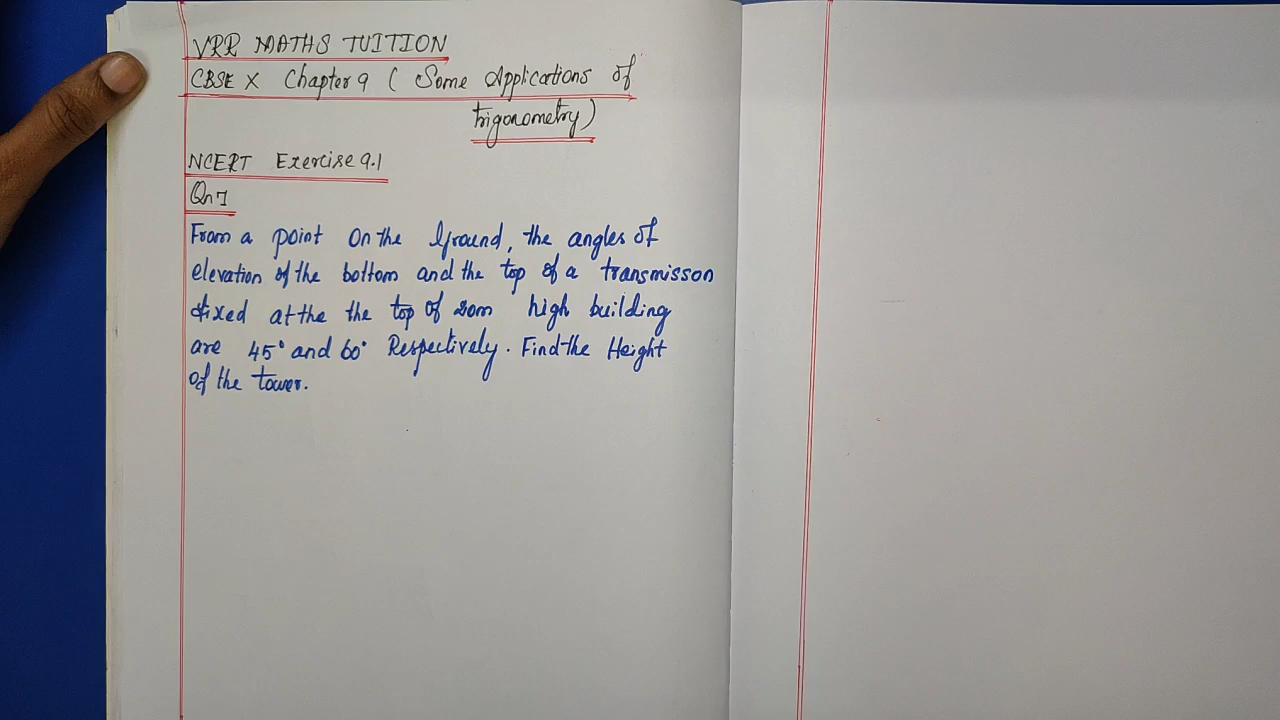 VRR MATHS TUITION
CBSE X Chapter 9 ( Some Applications of
trigonometry)
NCERT Exercise 9.1
Qn 7
From a point on the Ground, the angles of
elevation of the bottom and the top of a transmisson
fixed at the the top of 20m high building
are 45° and 60° Respectively. Find the Height
of the tower.